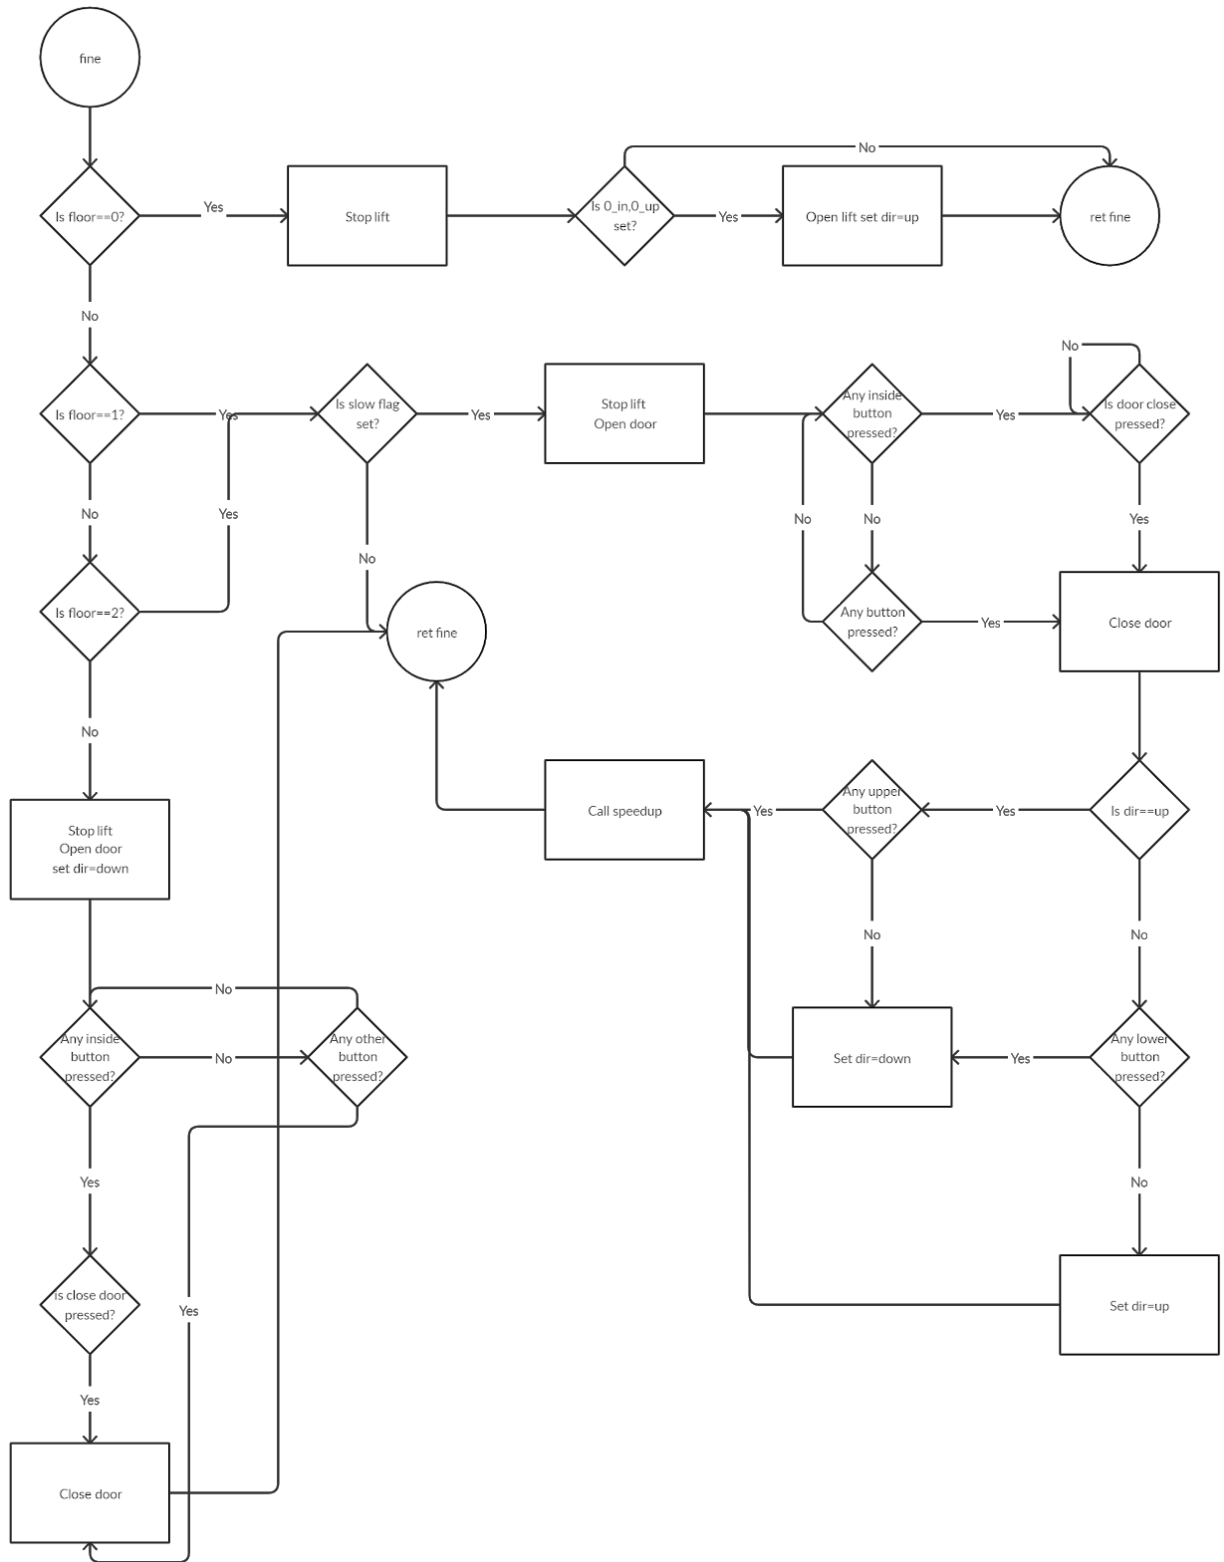 fine
No
Is floor==0?
Yes
Stop lift
Is 0_in,0_up
set?
Yes
Open lift set dir=up
ret fine
No
No
Is floor==1?
Yes
Is slow flag
set?
Yes
Stop lift
Open door
Any inside
button
pressed?
Yes
Is door close
pressed?
No
Yes
No
No
No
Yes
Is floor==2?
No
ret fine
Any button
pressed?
Yes
Close door
No
Stop lift
Open door
set dir=down
Call speedup
Yes
Any upper
button
pressed?
Yes
Is dir==up
No
No
No
Any inside
button
pressed?
No
Any other
button
pressed?
Set dir=down
Yes
Any lower
button
pressed?
Yes
No
Is close door
pressed?
Yes
Set dir=up
Yes
Close door